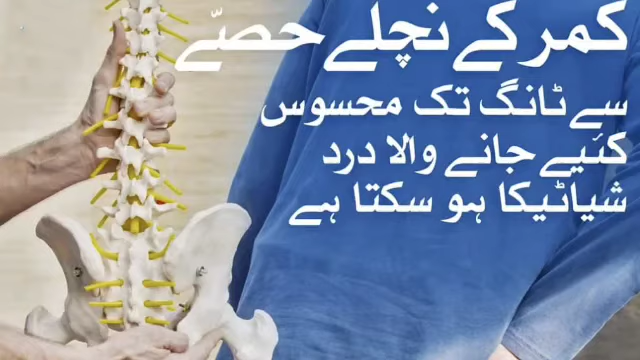 کمر کے نچلے حصّے
سے ٹانگ تک محسوس
کئیے جانے والا درد
شیاٹیکا ہو سکتا ہے